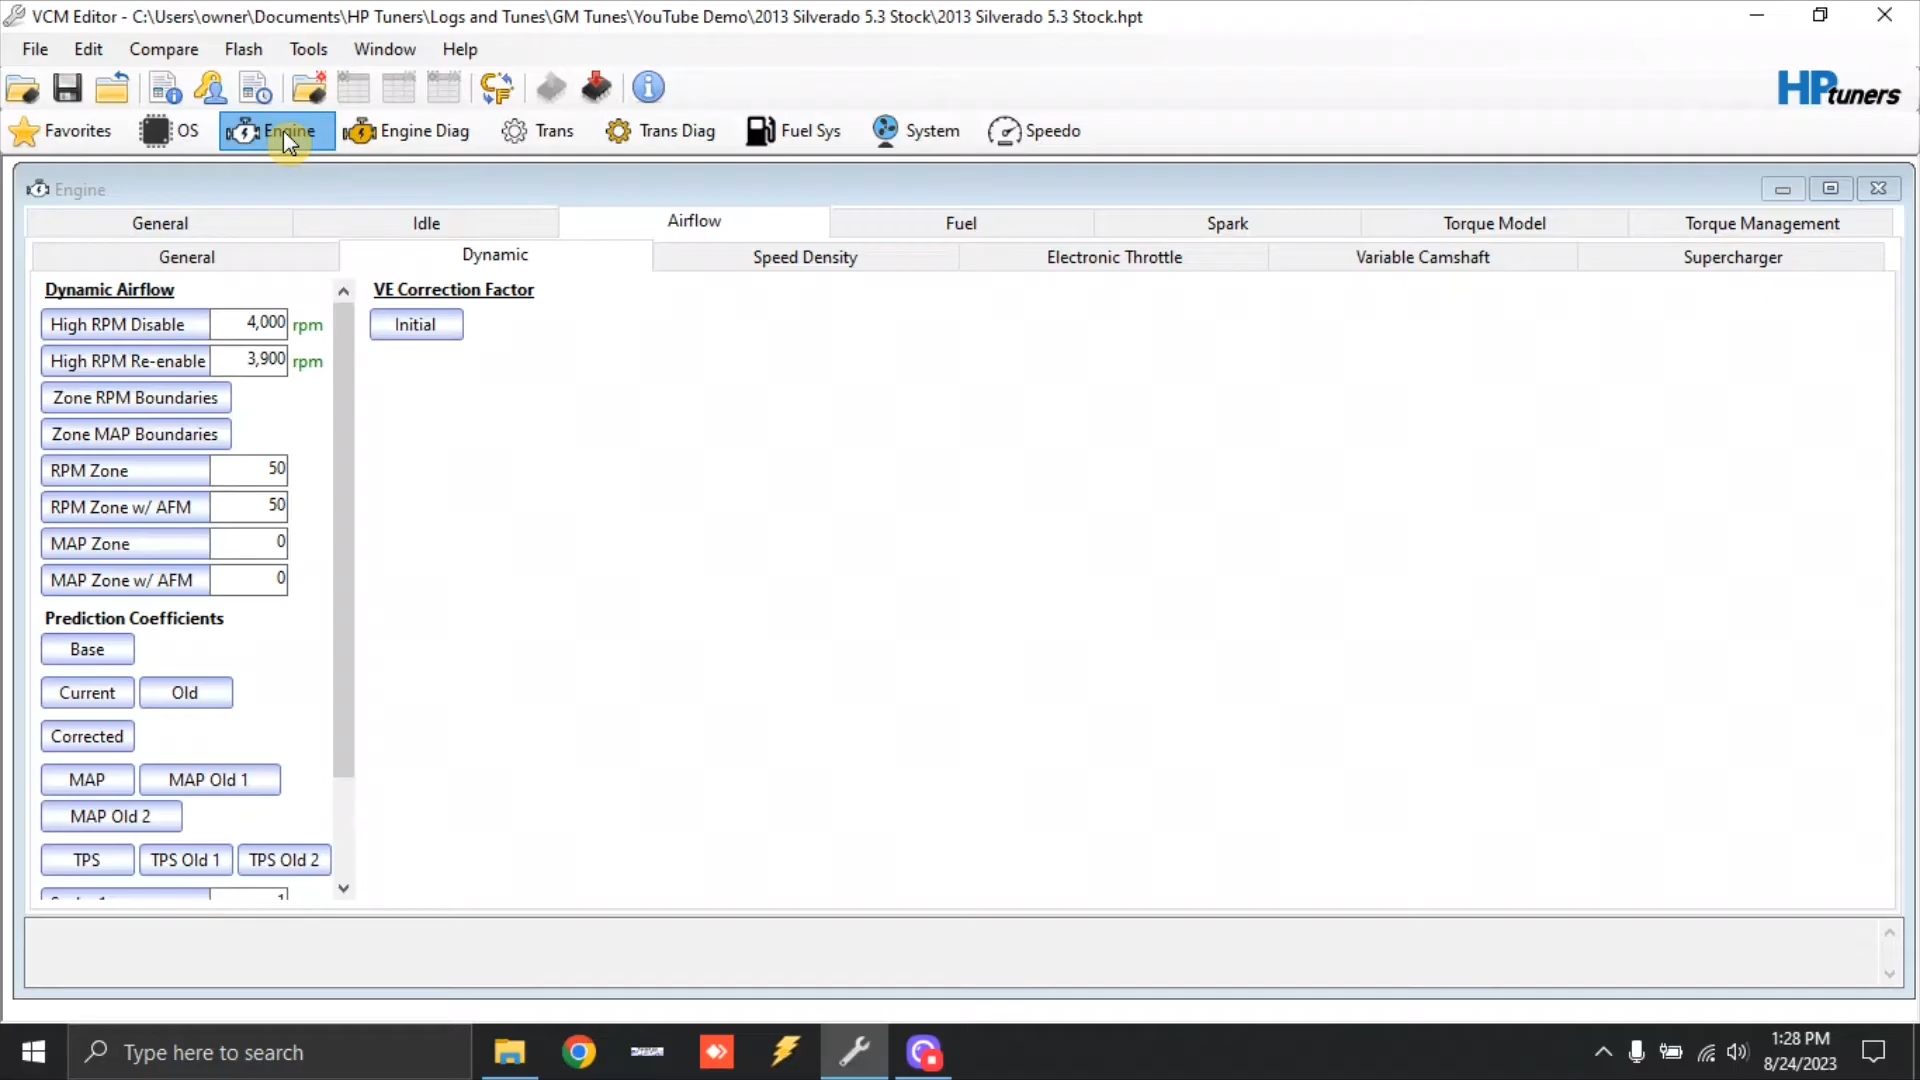 VCM Editor - C:\Users\owner\Documents\HP Tuners\Logs and Tunes\GM Tunes\YouTube Demo\2013 Silverado 5.3 Stock\2013 Silverado 5.3 Stock.hpt
File Edit Compare Flash Tools Window Help
HPtuners
Favorites OS Engine Engine Diag Trans Trans Diag Fuel Sys System Speedo
Engine
General Idle Airflow Fuel Spark Torque Model Torque Management
General Dynamic Speed Density Electronic Throttle Variable Camshaft Supercharger
Dynamic Airflow VE Correction Factor
High RPM Disable 4,000 rpm Initial
High RPM Re-enable 3,900 rpm
Zone RPM Boundaries
Zone MAP Boundaries
RPM Zone 50
RPM Zone w/ AFM 50
MAP Zone 0
MAP Zone w/ AFM 0
Prediction Coefficients
Base
Current Old
Corrected
MAP MAP Old 1
MAP Old 2
TPS TPS Old 1 TPS Old 2
Type here to search
1:28 PM
8/24/2023